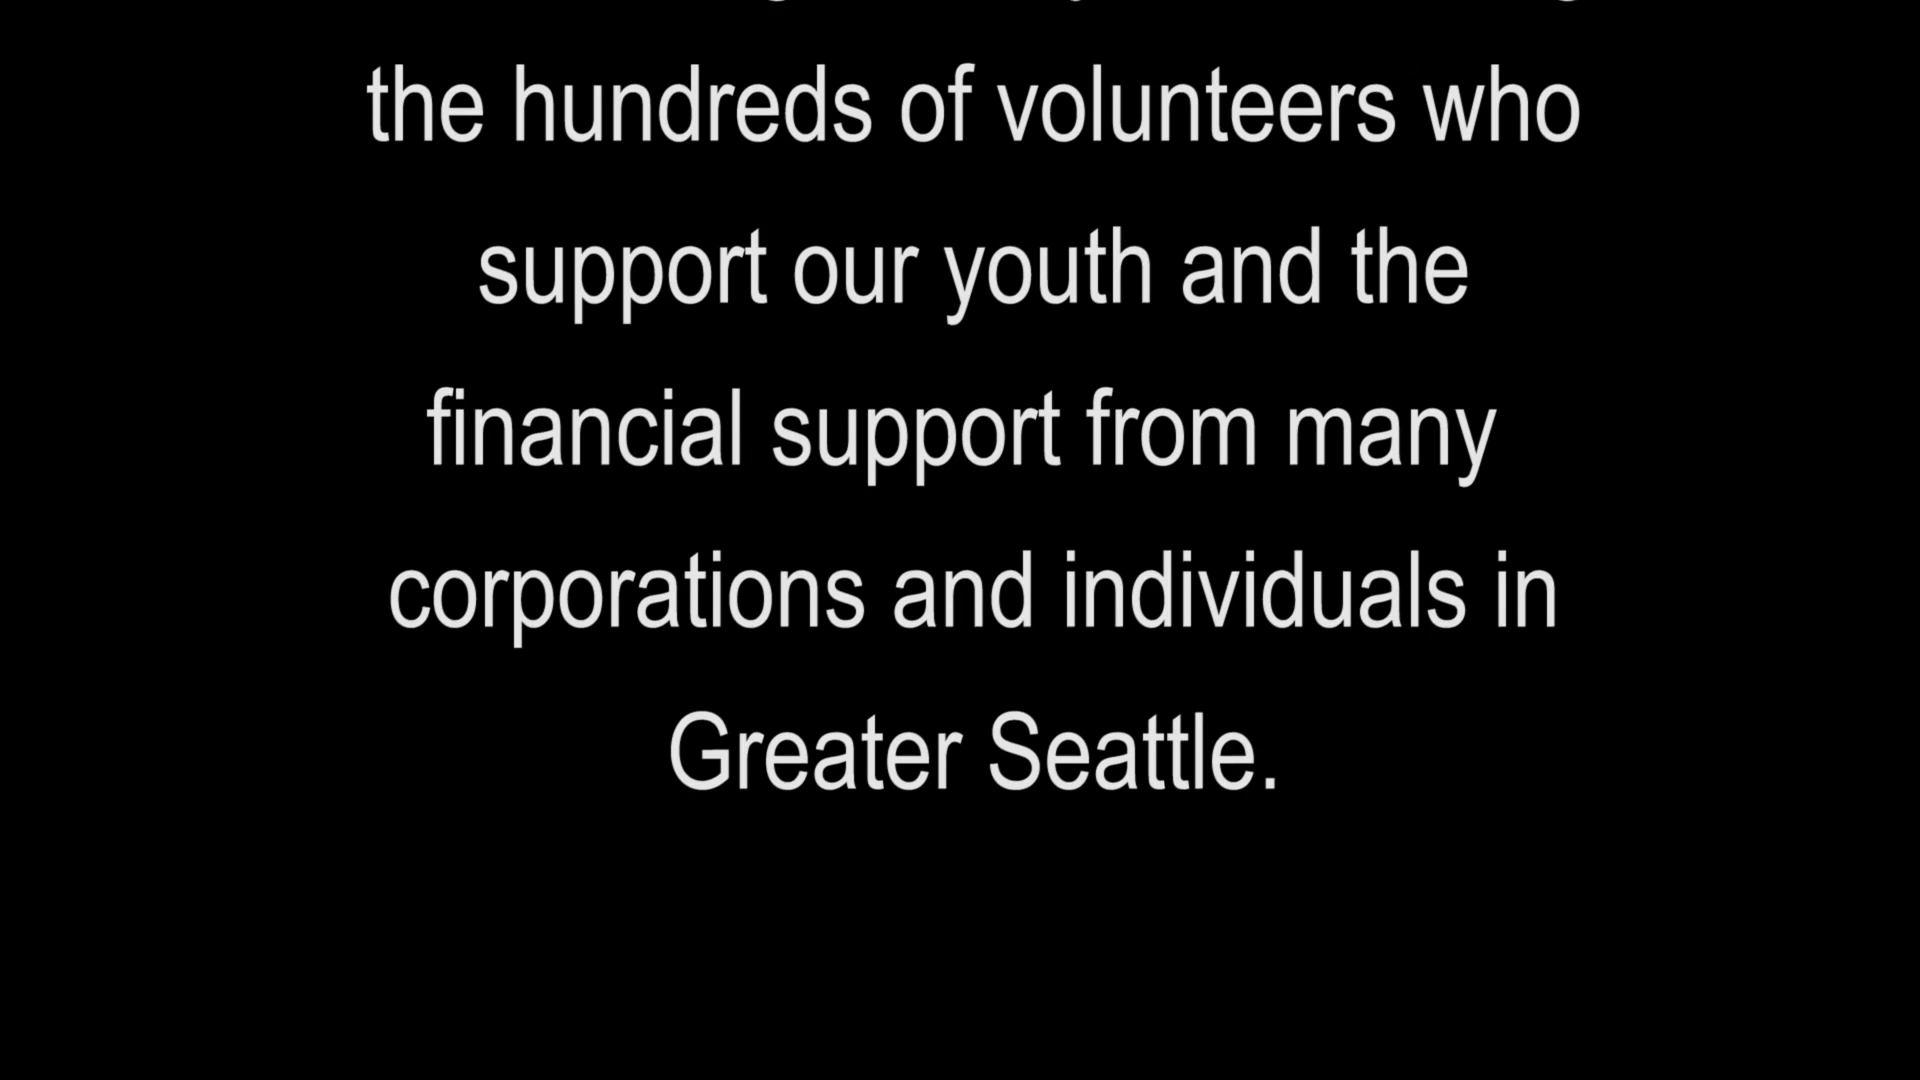 the hundreds of volunteers who
support our youth and the
financial support from many
corporations and individuals in
Greater Seattle.